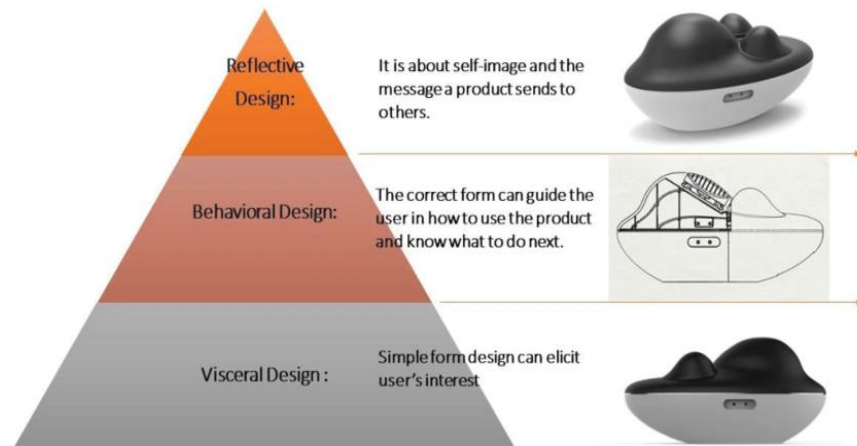 Reflective
Design:
It is about self-image and the
message a product sends to
others.
Behavioral Design:
The correct form can guide the
user in how to use the product
and know what to do next.
Visceral Design :
Simple form design can elicit
user's interest